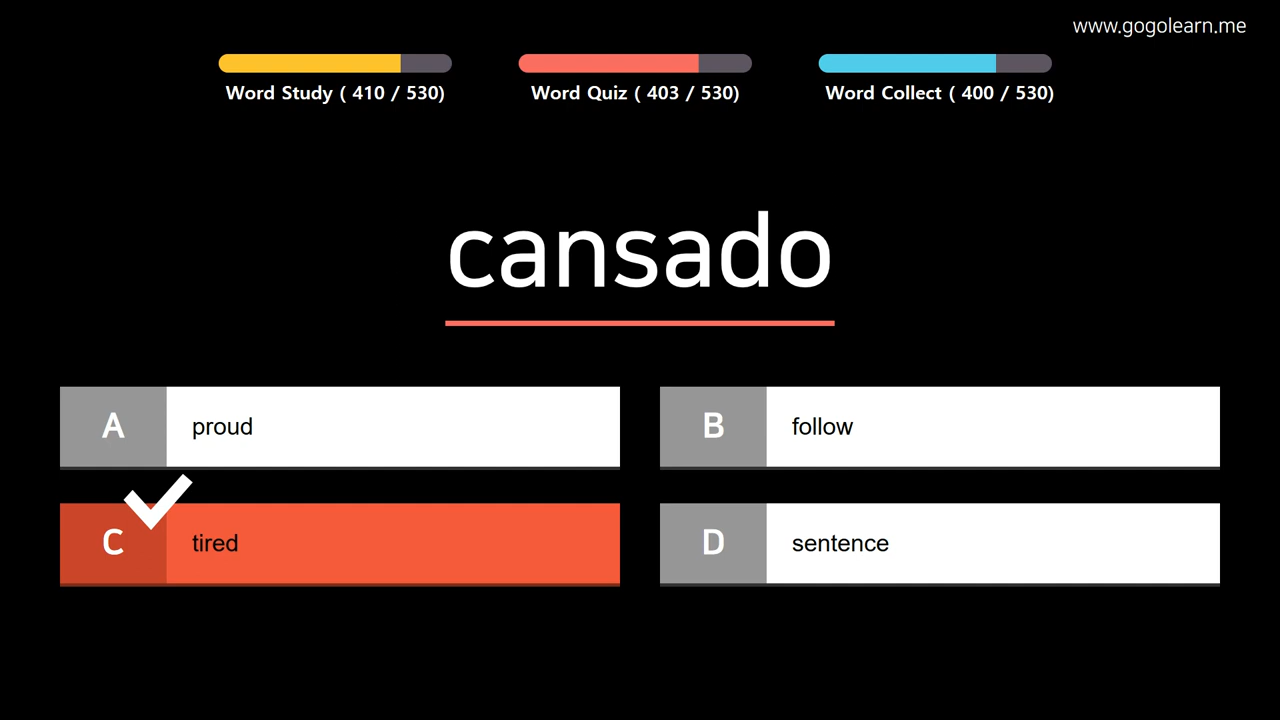 www.gogolearn.me
Word Study ( 410 / 530)
Word Quiz ( 403 / 530)
Word Collect ( 400 / 530)
cansado
A proud
B follow
C tired
D sentence